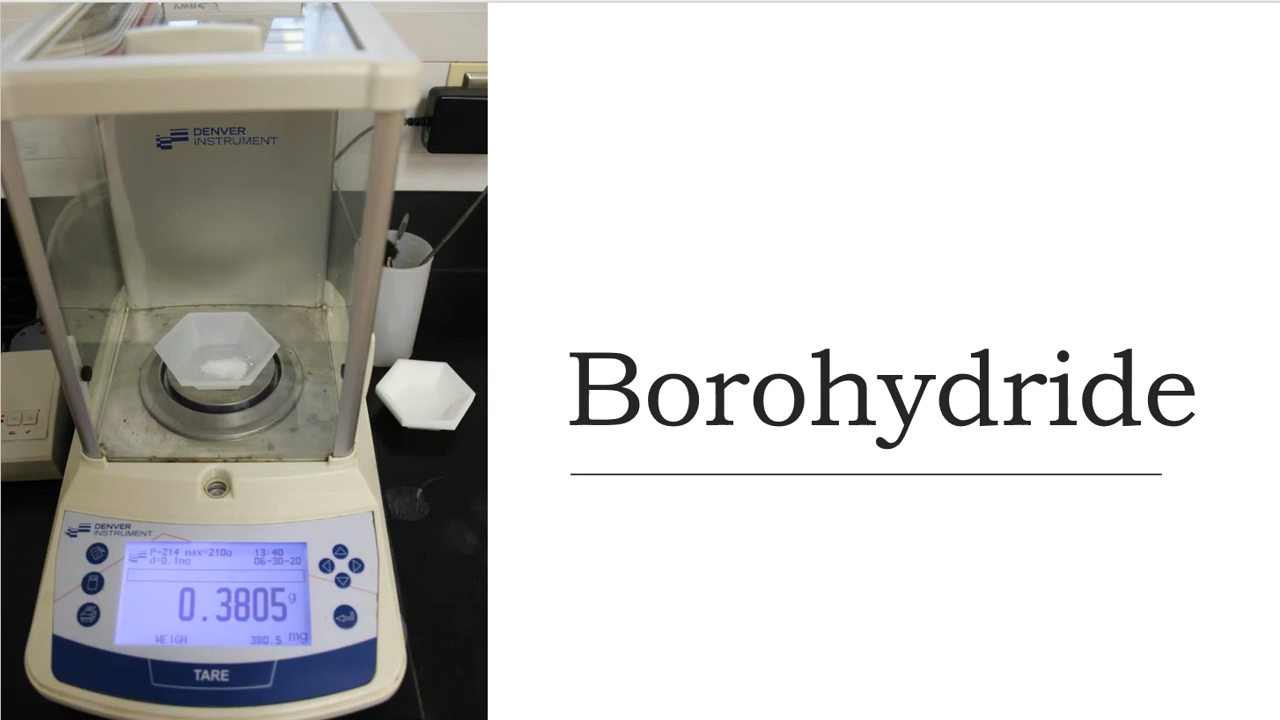 DENVER
INSTRUMENT
DENVER
INSTRUMENT
P-214 max=210g 13:40
d=0.1mg 06-30-20
0.3805 g
WEIGH 380.5 mg
TARE
Borohydride